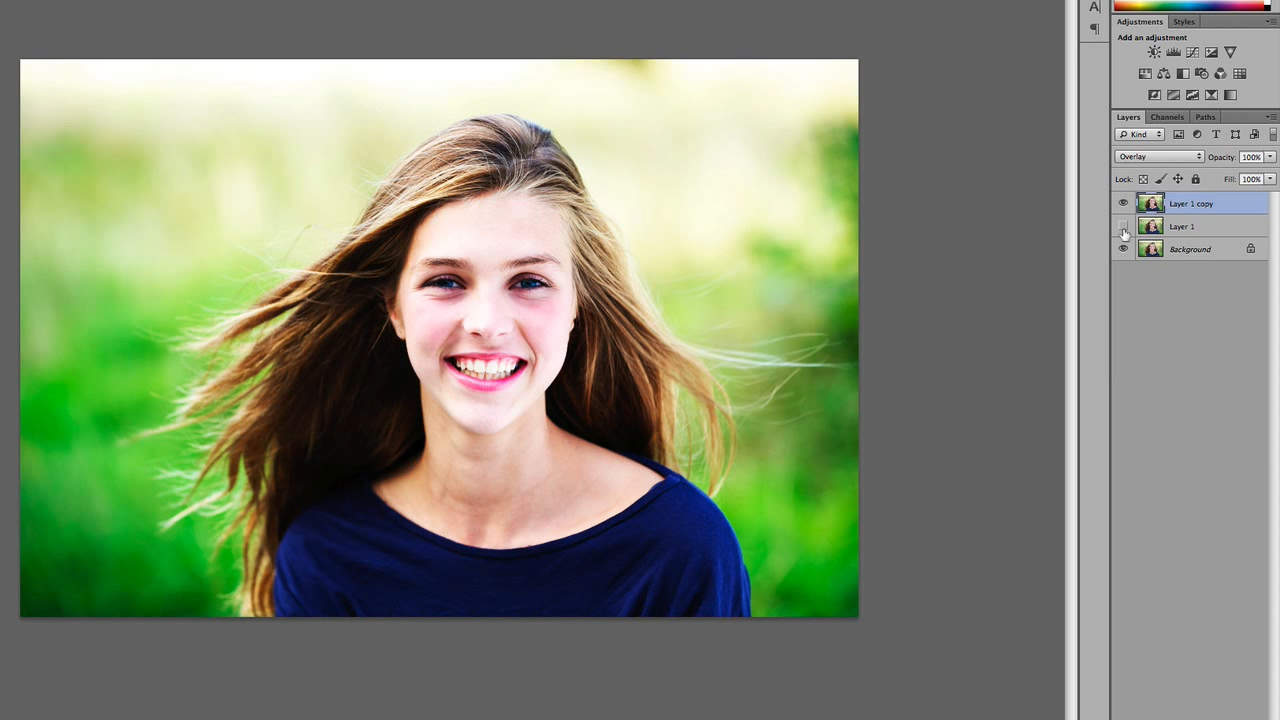 A
¶
Adjustments Styles
Add an adjustment
Layers Channels Paths
Kind T
Overlay Opacity: 100%
Lock: Fill: 100%
Layer 1 copy
Layer 1
Background